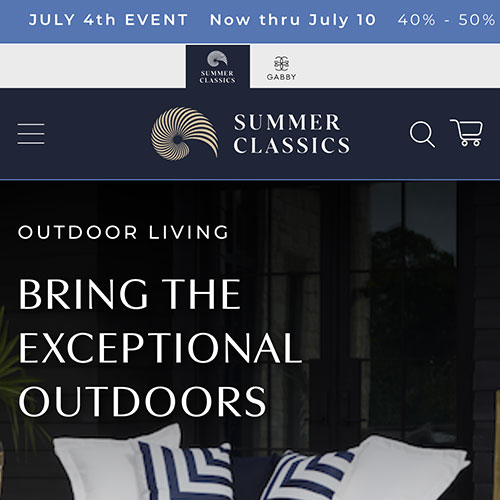 JULY 4th EVENT Now thru July 10 40% - 50%
SUMMER
CLASSICS
GABBY
SUMMER
CLASSICS
OUTDOOR LIVING
BRING THE
EXCEPTIONAL
OUTDOORS